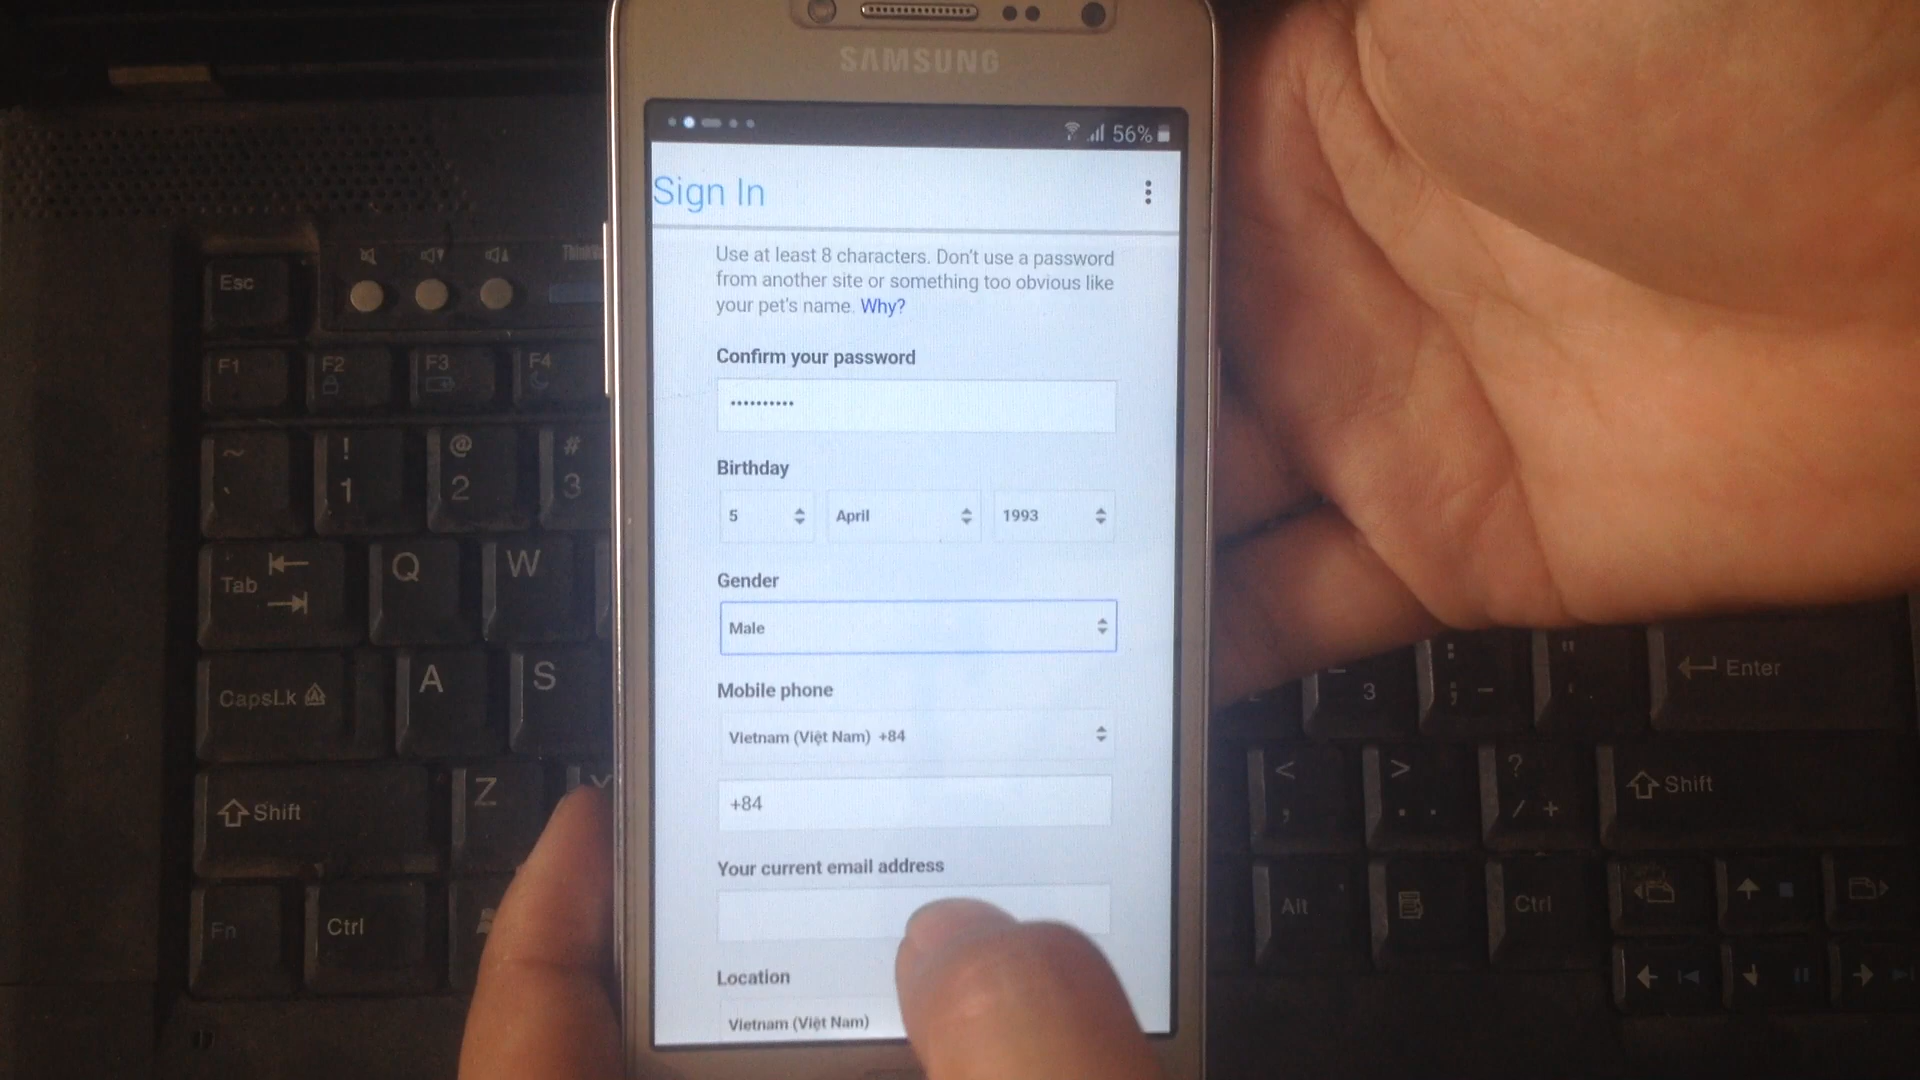 SAMSUNG
56%
Sign In
Use at least 8 characters. Don't use a password
from another site or something too obvious like
your pet's name. Why?
Confirm your password
••••••••••
Birthday
5 April 1993
Gender
Male
Mobile phone
Vietnam (Việt Nam) +84
+84
Your current email address
Location
Vietnam (Việt Nam)
Esc
F1 F2 F3 F4
~ ! @ #
` 1 2 3
Tab Q W
CapsLk A S
Shift Z
Fn Ctrl
3 : " Enter
; - '
< > ? Shift
, . . / +
Alt Ctrl